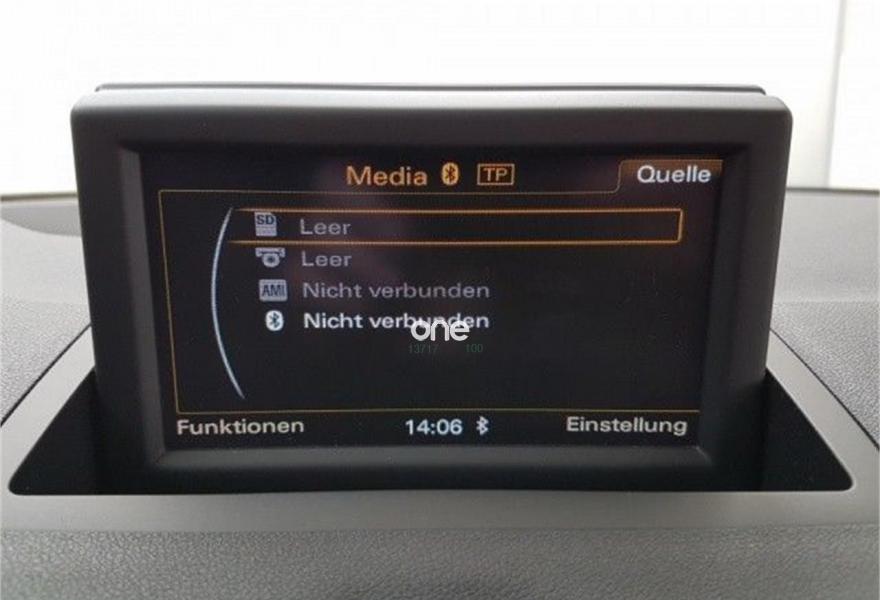 Media TP Quelle
SD Leer
Leer
AMI Nicht verbunden
Nicht verbunden
one
13717 100
Funktionen 14:06 Einstellung